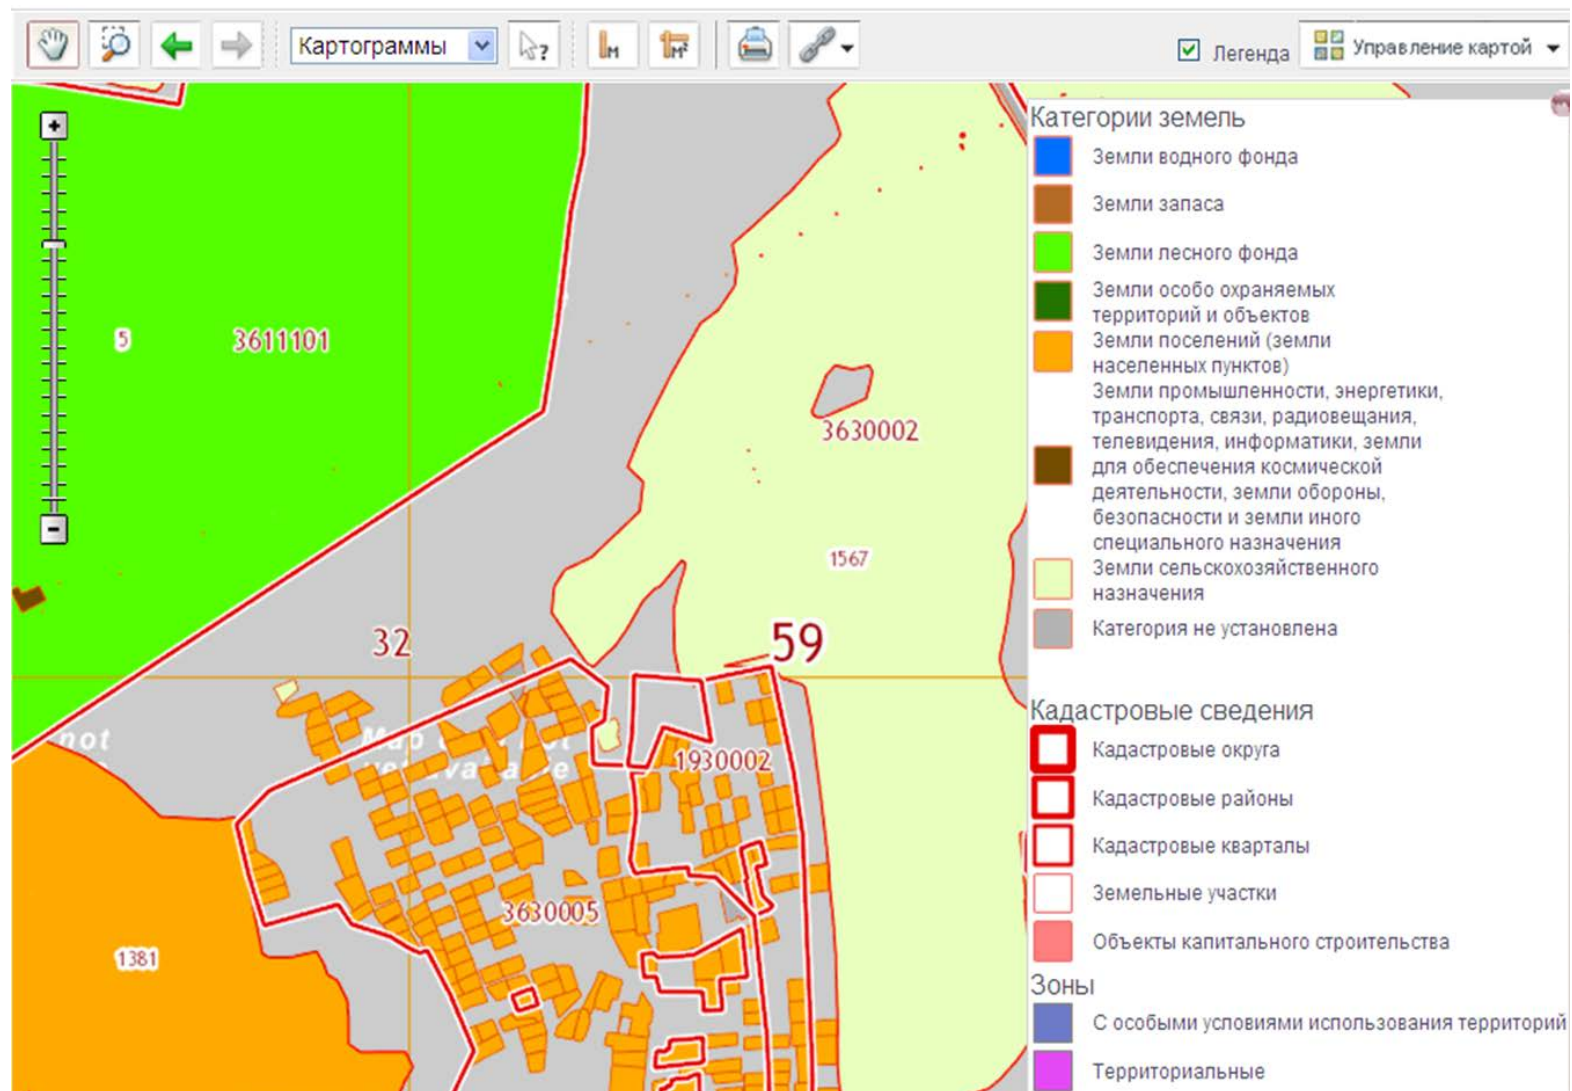 Картограммы
?
М
М²
Легенда
Управление картой
+
-
Категории земель
Земли водного фонда
Земли запаса
Земли лесного фонда
Земли особо охраняемых
территорий и объектов
Земли поселений (земли
населенных пунктов)
Земли промышленности, энергетики,
транспорта, связи, радиовещания,
телевидения, информатики, земли
для обеспечения космической
деятельности, земли обороны,
безопасности и земли иного
специального назначения
Земли сельскохозяйственного
назначения
Категория не установлена
Кадастровые сведения
Кадастровые округа
Кадастровые районы
Кадастровые кварталы
Земельные участки
Объекты капитального строительства
Зоны
С особыми условиями использования территорий
Территориальные
5
3611101
3630002
1567
32
59
not
Map
not
1930002
3630005
1381